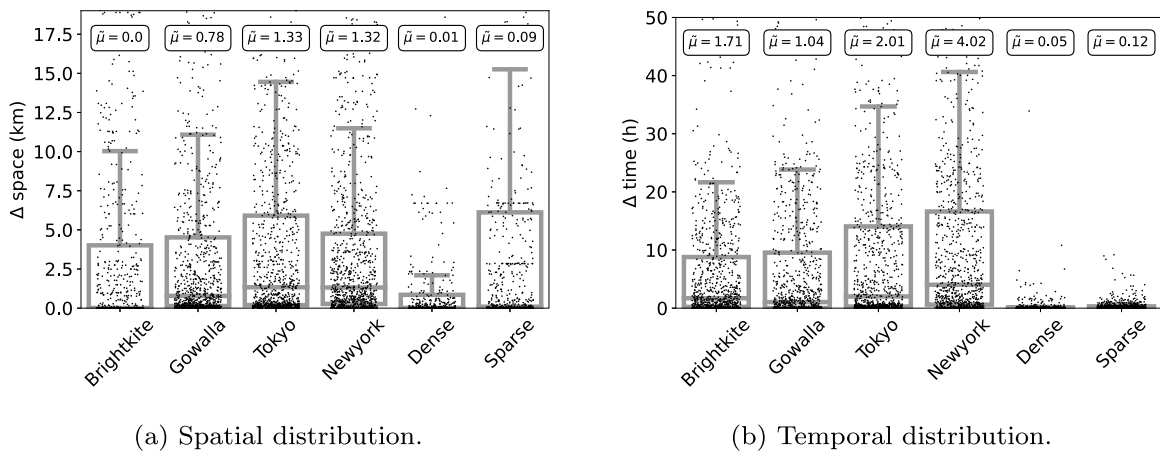 17.5
15.0
12.5
10.0
7.5
5.0
2.5
0.0
Δ space (km)
μ̃ = 0.0
μ̃ = 0.78
μ̃ = 1.33
μ̃ = 1.32
μ̃ = 0.01
μ̃ = 0.09
Brightkite
Gowalla
Tokyo
Newyork
Dense
Sparse
(a) Spatial distribution.
50
40
30
20
10
0
Δ time (h)
μ̃ = 1.71
μ̃ = 1.04
μ̃ = 2.01
μ̃ = 4.02
μ̃ = 0.05
μ̃ = 0.12
Brightkite
Gowalla
Tokyo
Newyork
Dense
Sparse
(b) Temporal distribution.